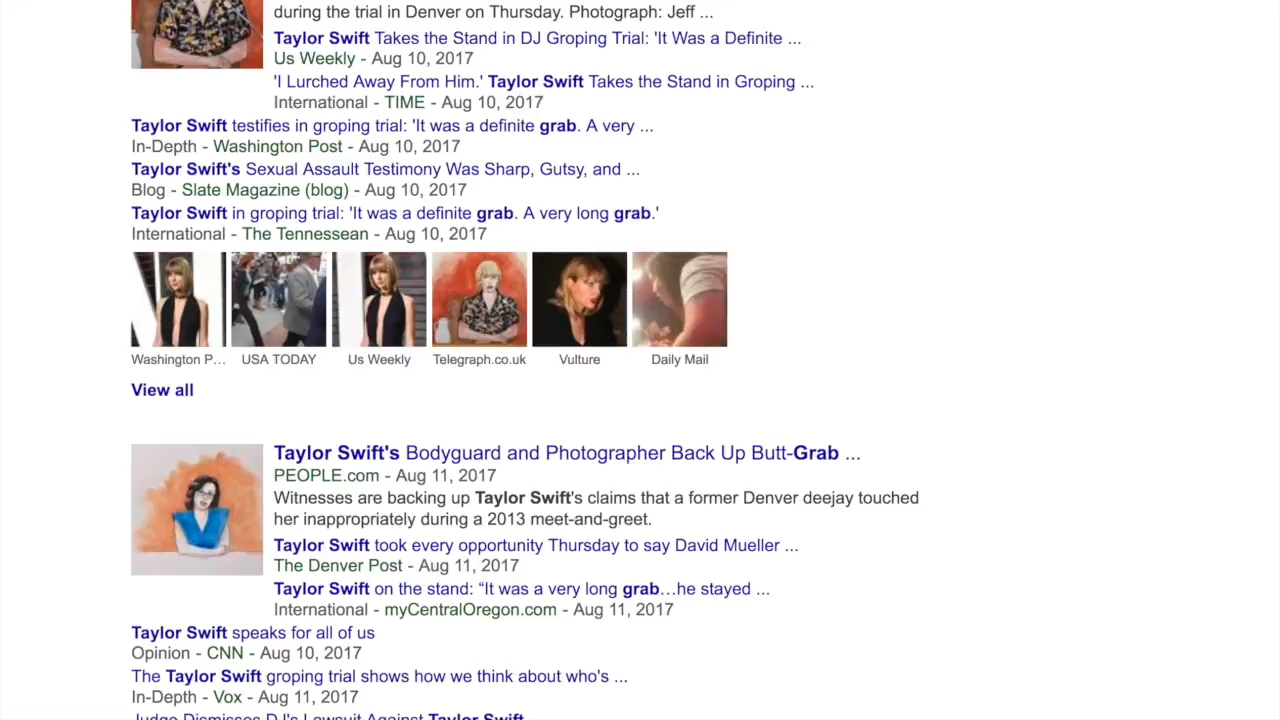 during the trial in Denver on Thursday. Photograph: Jeff ...
Taylor Swift Takes the Stand in DJ Groping Trial: 'It Was a Definite ...
Us Weekly - Aug 10, 2017
'I Lurched Away From Him.' Taylor Swift Takes the Stand in Groping ...
International - TIME - Aug 10, 2017
Taylor Swift testifies in groping trial: 'It was a definite grab. A very ...
In-Depth - Washington Post - Aug 10, 2017
Taylor Swift's Sexual Assault Testimony Was Sharp, Gutsy, and ...
Blog - Slate Magazine (blog) - Aug 10, 2017
Taylor Swift in groping trial: 'It was a definite grab. A very long grab.'
International - The Tennessean - Aug 10, 2017
Washington P... USA TODAY Us Weekly Telegraph.co.uk Vulture Daily Mail
View all
Taylor Swift's Bodyguard and Photographer Back Up Butt-Grab ...
PEOPLE.com - Aug 11, 2017
Witnesses are backing up Taylor Swift's claims that a former Denver deejay touched
her inappropriately during a 2013 meet-and-greet.
Taylor Swift took every opportunity Thursday to say David Mueller ...
The Denver Post - Aug 11, 2017
Taylor Swift on the stand: “It was a very long grab…he stayed ...
International - myCentralOregon.com - Aug 11, 2017
Taylor Swift speaks for all of us
Opinion - CNN - Aug 10, 2017
The Taylor Swift groping trial shows how we think about who's ...
In-Depth - Vox - Aug 11, 2017
Judge Dismisses DJ's Lawsuit Against Taylor Swift